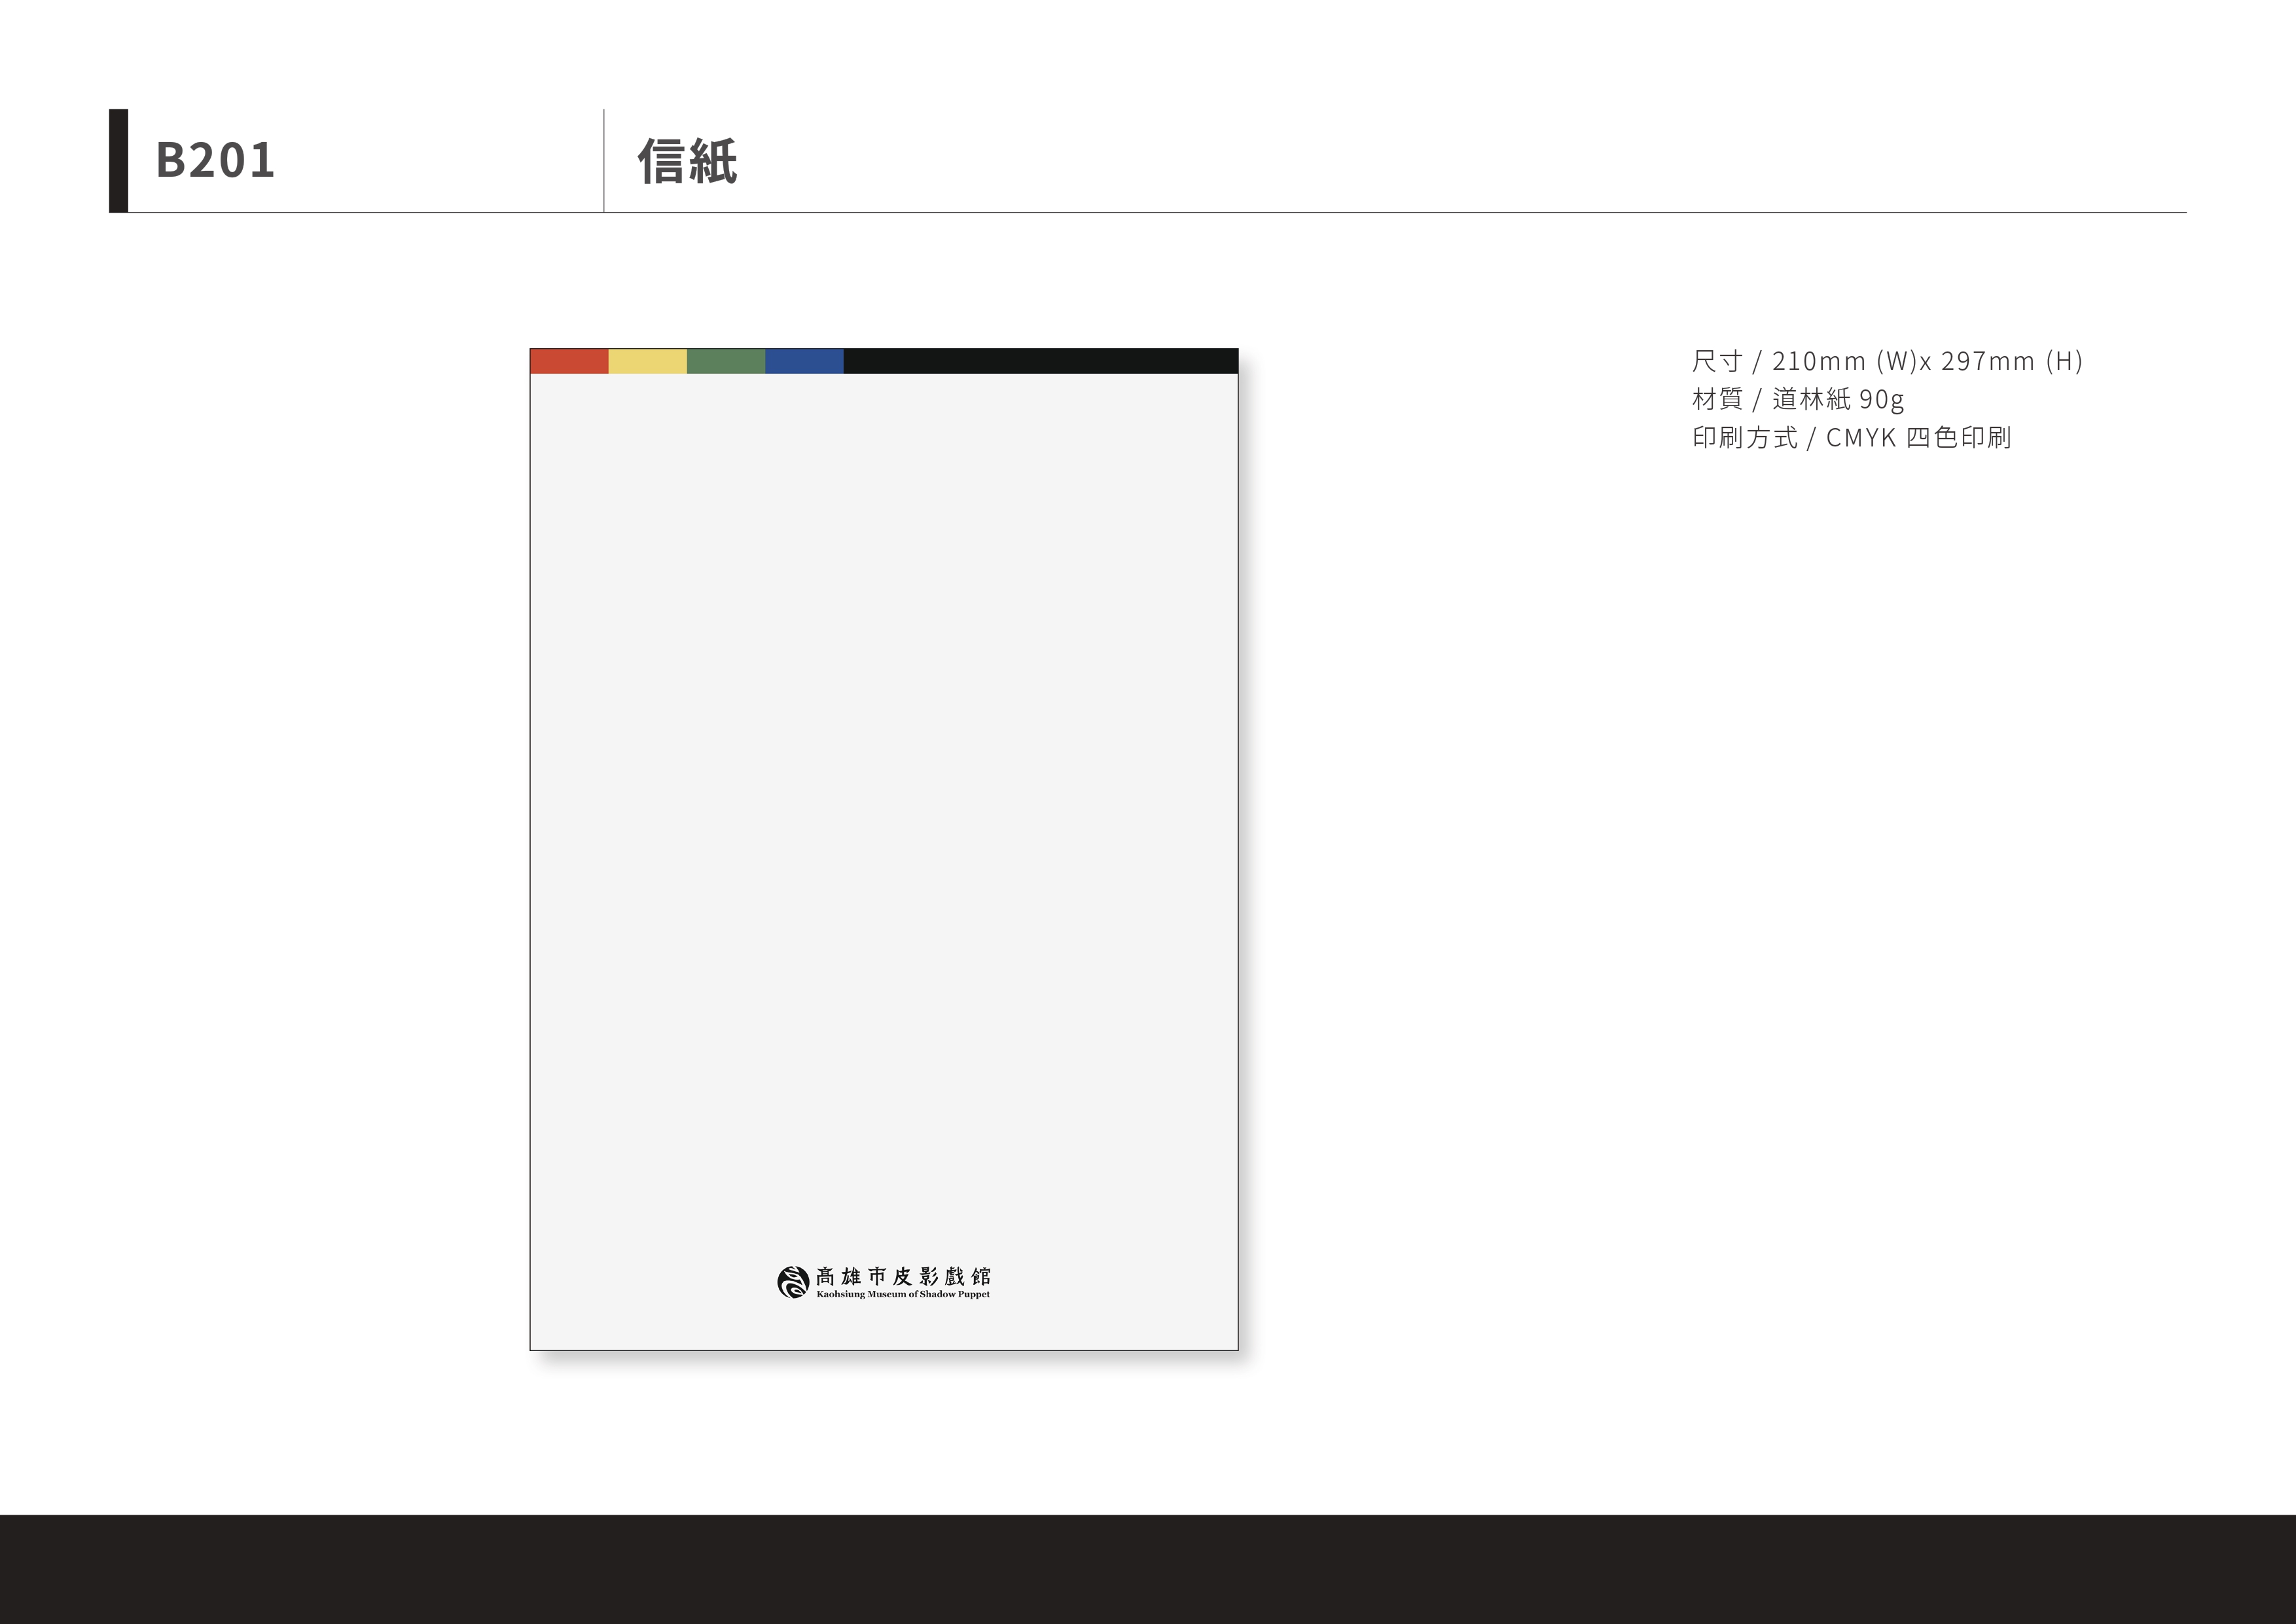 B201
信紙
尺寸 / 210mm (W)x 297mm (H)
材質 / 道林紙 90g
印刷方式 / CMYK 四色印刷
高雄市皮影戲館
Kaohsiung Museum of Shadow Puppet